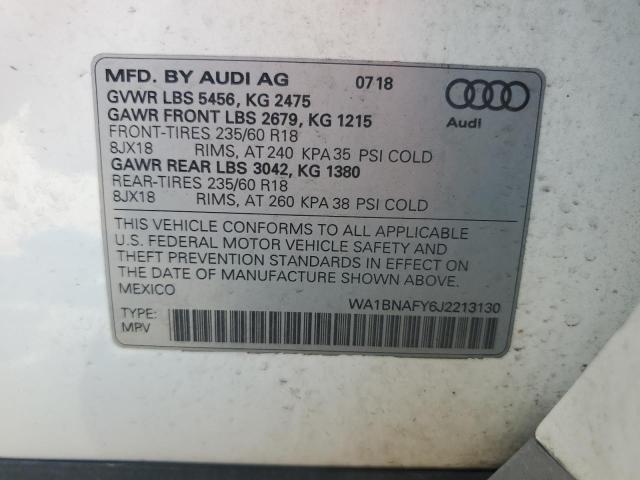 MFD. BY AUDI AG 0718
GVWR LBS 5456, KG 2475
GAWR FRONT LBS 2679, KG 1215
FRONT-TIRES 235/60 R18
8JX18 RIMS, AT 240 KPA 35 PSI COLD
GAWR REAR LBS 3042, KG 1380
REAR-TIRES 235/60 R18
8JX18 RIMS, AT 260 KPA 38 PSI COLD
Audi
THIS VEHICLE CONFORMS TO ALL APPLICABLE
U.S. FEDERAL MOTOR VEHICLE SAFETY AND
THEFT PREVENTION STANDARDS IN EFFECT ON
THE DATE OF MANUFACTURE SHOWN ABOVE.
MEXICO
WA1BNAFY6J2213130
TYPE:
MPV